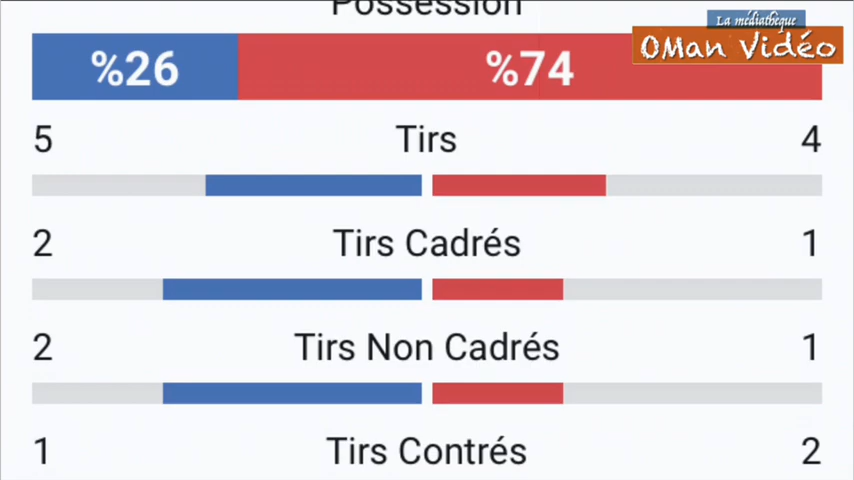 Possession
La médiathèque
OMan Vidéo
%26 %74
5 Tirs 4
2 Tirs Cadrés 1
2 Tirs Non Cadrés 1
1 Tirs Contrés 2